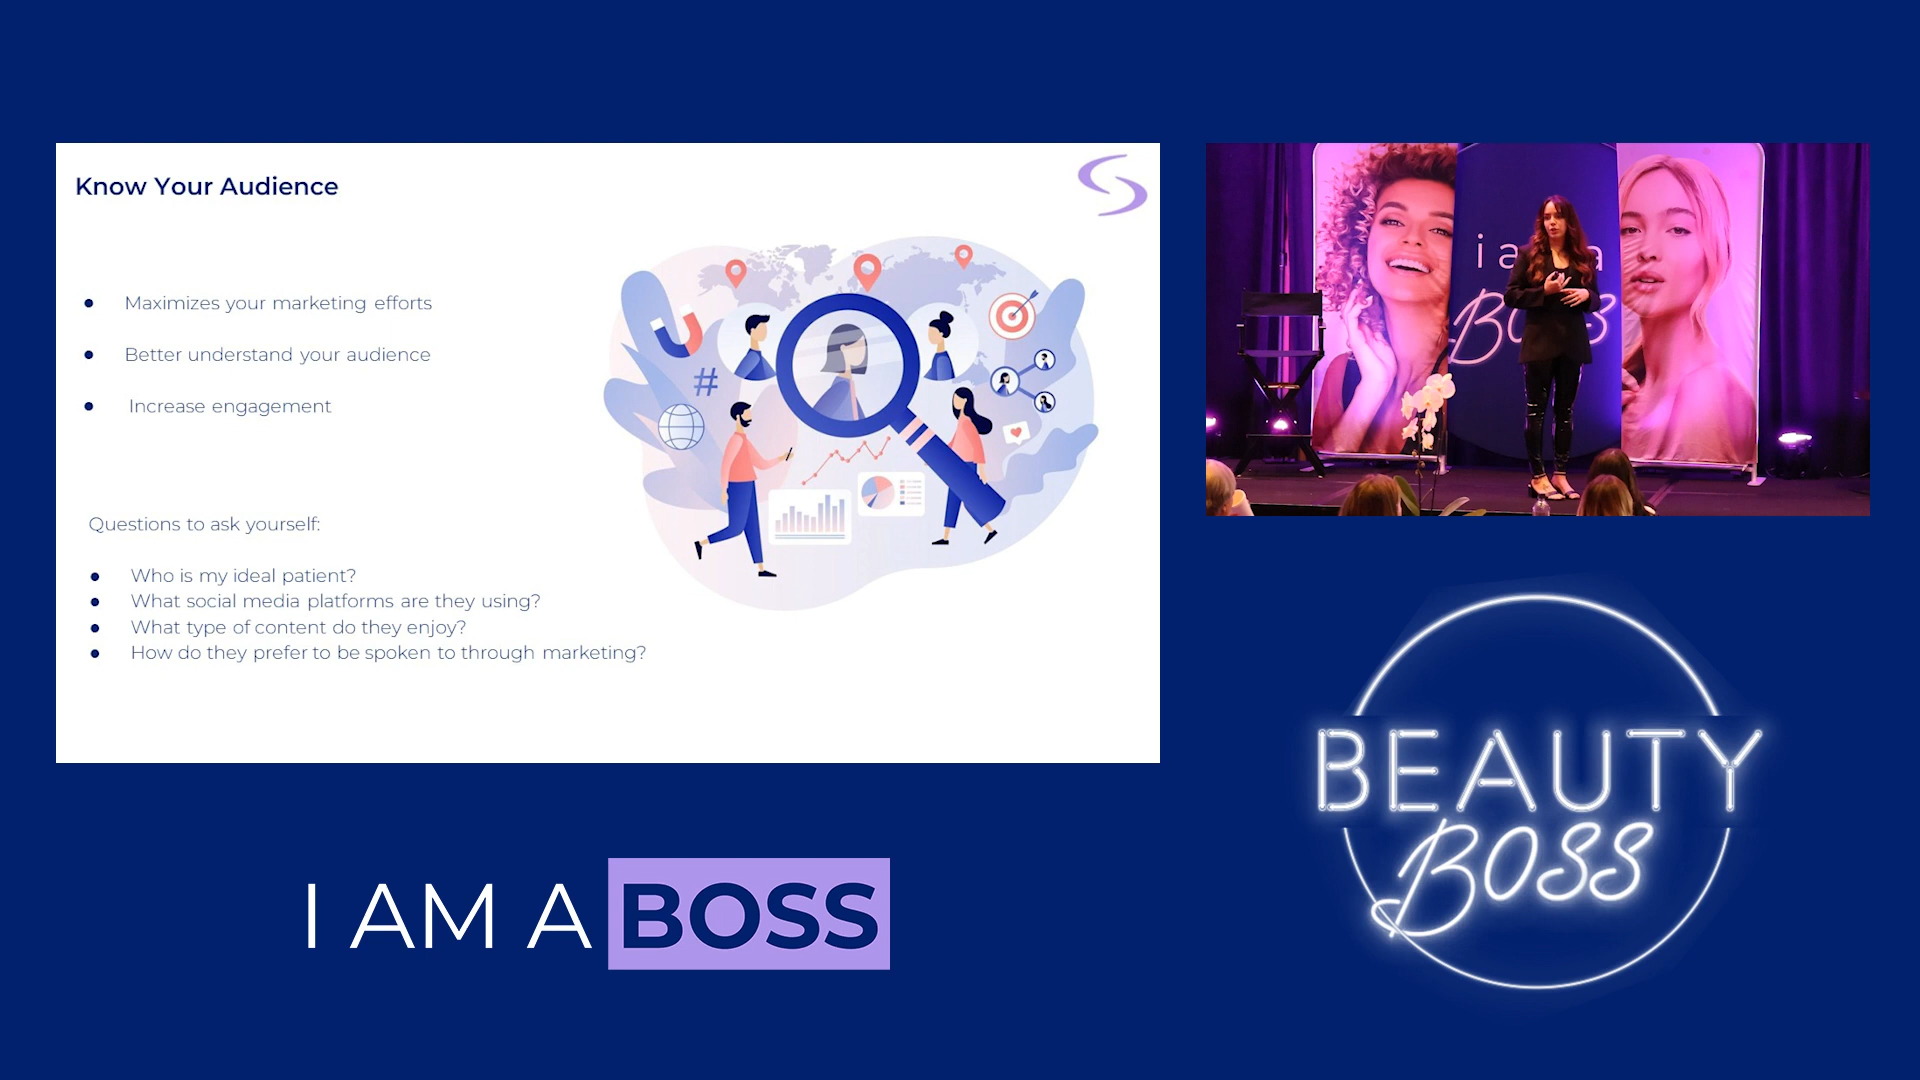 Know Your Audience
● Maximizes your marketing efforts
● Better understand your audience
● Increase engagement
#
Questions to ask yourself:
● Who is my ideal patient?
● What social media platforms are they using?
● What type of content do they enjoy?
● How do they prefer to be spoken to through marketing?
i a a
BOSS
I AM A BOSS
BEAUTY
BOSS